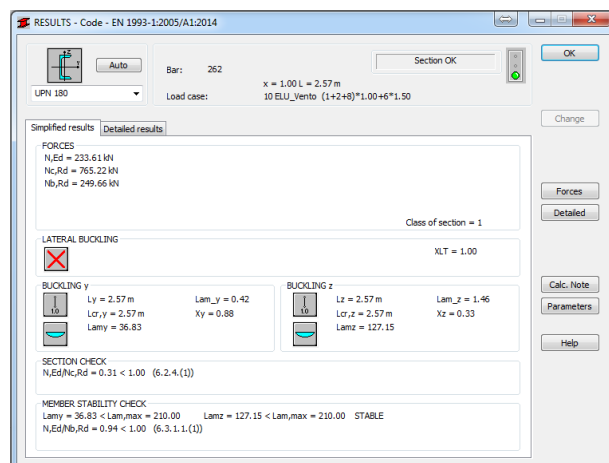 RESULTS - Code - EN 1993-1:2005/A1:2014
Auto
UPN 180
Bar: 262
Section OK
x = 1.00 L = 2.57 m
Load case: 10 ELU_Vento (1+2+8)*1.00+6*1.50
OK
Change
Forces
Detailed
Calc. Note
Parameters
Help
Simplified results Detailed results
FORCES
N,Ed = 233.61 kN
Nc,Rd = 765.22 kN
Nb,Rd = 249.66 kN
Class of section = 1
LATERAL BUCKLING
XLT = 1.00
BUCKLING y
1.0
Ly = 2.57 m Lam_y = 0.42
Lcr,y = 2.57 m Xy = 0.88
Lamy = 36.83
BUCKLING z
1.0
Lz = 2.57 m Lam_z = 1.46
Lcr,z = 2.57 m Xz = 0.33
Lamz = 127.15
SECTION CHECK
N,Ed/Nc,Rd = 0.31 < 1.00 (6.2.4.(1))
MEMBER STABILITY CHECK
Lamy = 36.83 < Lam,max = 210.00 Lamz = 127.15 < Lam,max = 210.00 STABLE
N,Ed/Nb,Rd = 0.94 < 1.00 (6.3.1.1.(1))